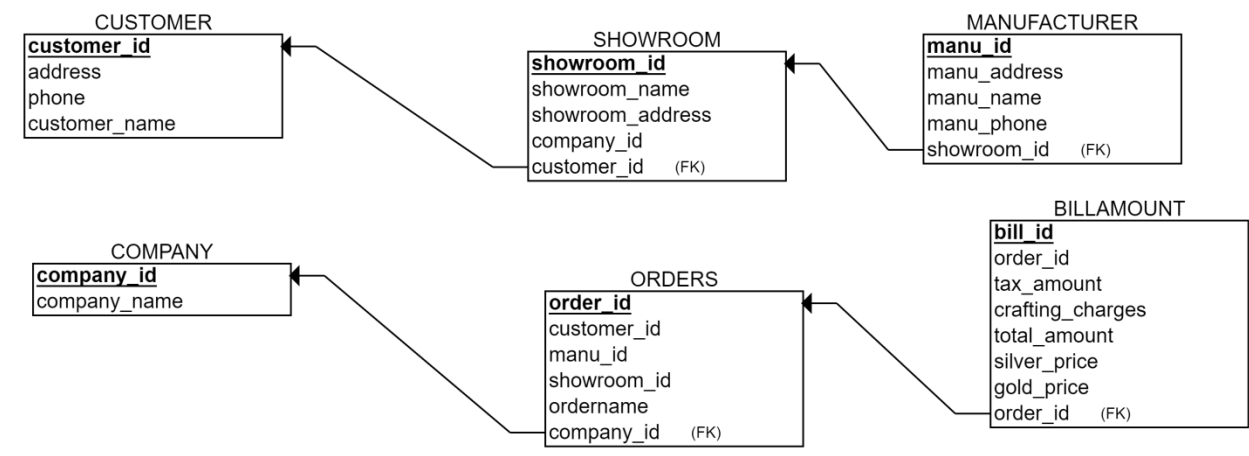 CUSTOMER
customer_id
address
phone
customer_name
SHOWROOM
showroom_id
showroom_name
showroom_address
company_id
customer_id (FK)
MANUFACTURER
manu_id
manu_address
manu_name
manu_phone
showroom_id (FK)
COMPANY
company_id
company_name
ORDERS
order_id
customer_id
manu_id
showroom_id
ordername
company_id (FK)
BILLAMOUNT
bill_id
order_id
tax_amount
crafting_charges
total_amount
silver_price
gold_price
order_id (FK)